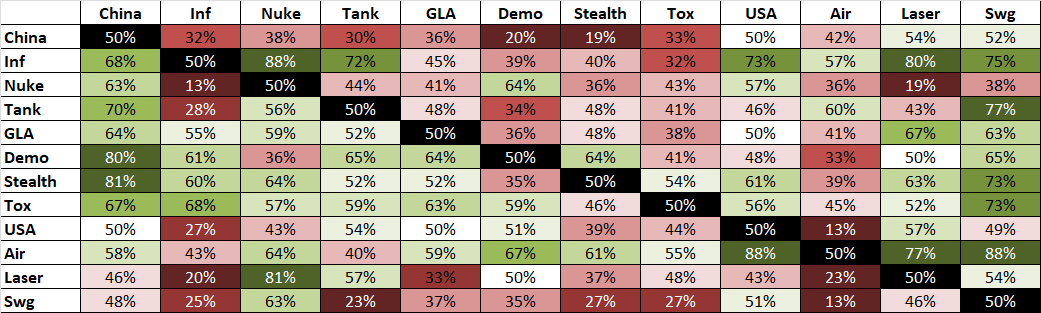 China Inf Nuke Tank GLA Demo Stealth Tox USA Air Laser Swg
China 50% 32% 38% 30% 36% 20% 19% 33% 50% 42% 54% 52%
Inf 68% 50% 88% 72% 45% 39% 40% 32% 73% 57% 80% 75%
Nuke 63% 13% 50% 44% 41% 64% 36% 43% 57% 36% 19% 38%
Tank 70% 28% 56% 50% 48% 34% 48% 41% 46% 60% 43% 77%
GLA 64% 55% 59% 52% 50% 36% 48% 38% 50% 41% 67% 63%
Demo 80% 61% 36% 65% 64% 50% 64% 41% 48% 33% 50% 65%
Stealth 81% 60% 64% 52% 52% 35% 50% 54% 61% 39% 63% 73%
Tox 67% 68% 57% 59% 63% 59% 46% 50% 56% 45% 52% 73%
USA 50% 27% 43% 54% 50% 51% 39% 44% 50% 13% 57% 49%
Air 58% 43% 64% 40% 59% 67% 61% 55% 88% 50% 77% 88%
Laser 46% 20% 81% 57% 33% 50% 37% 48% 43% 23% 50% 54%
Swg 48% 25% 63% 23% 37% 35% 27% 27% 51% 13% 46% 50%